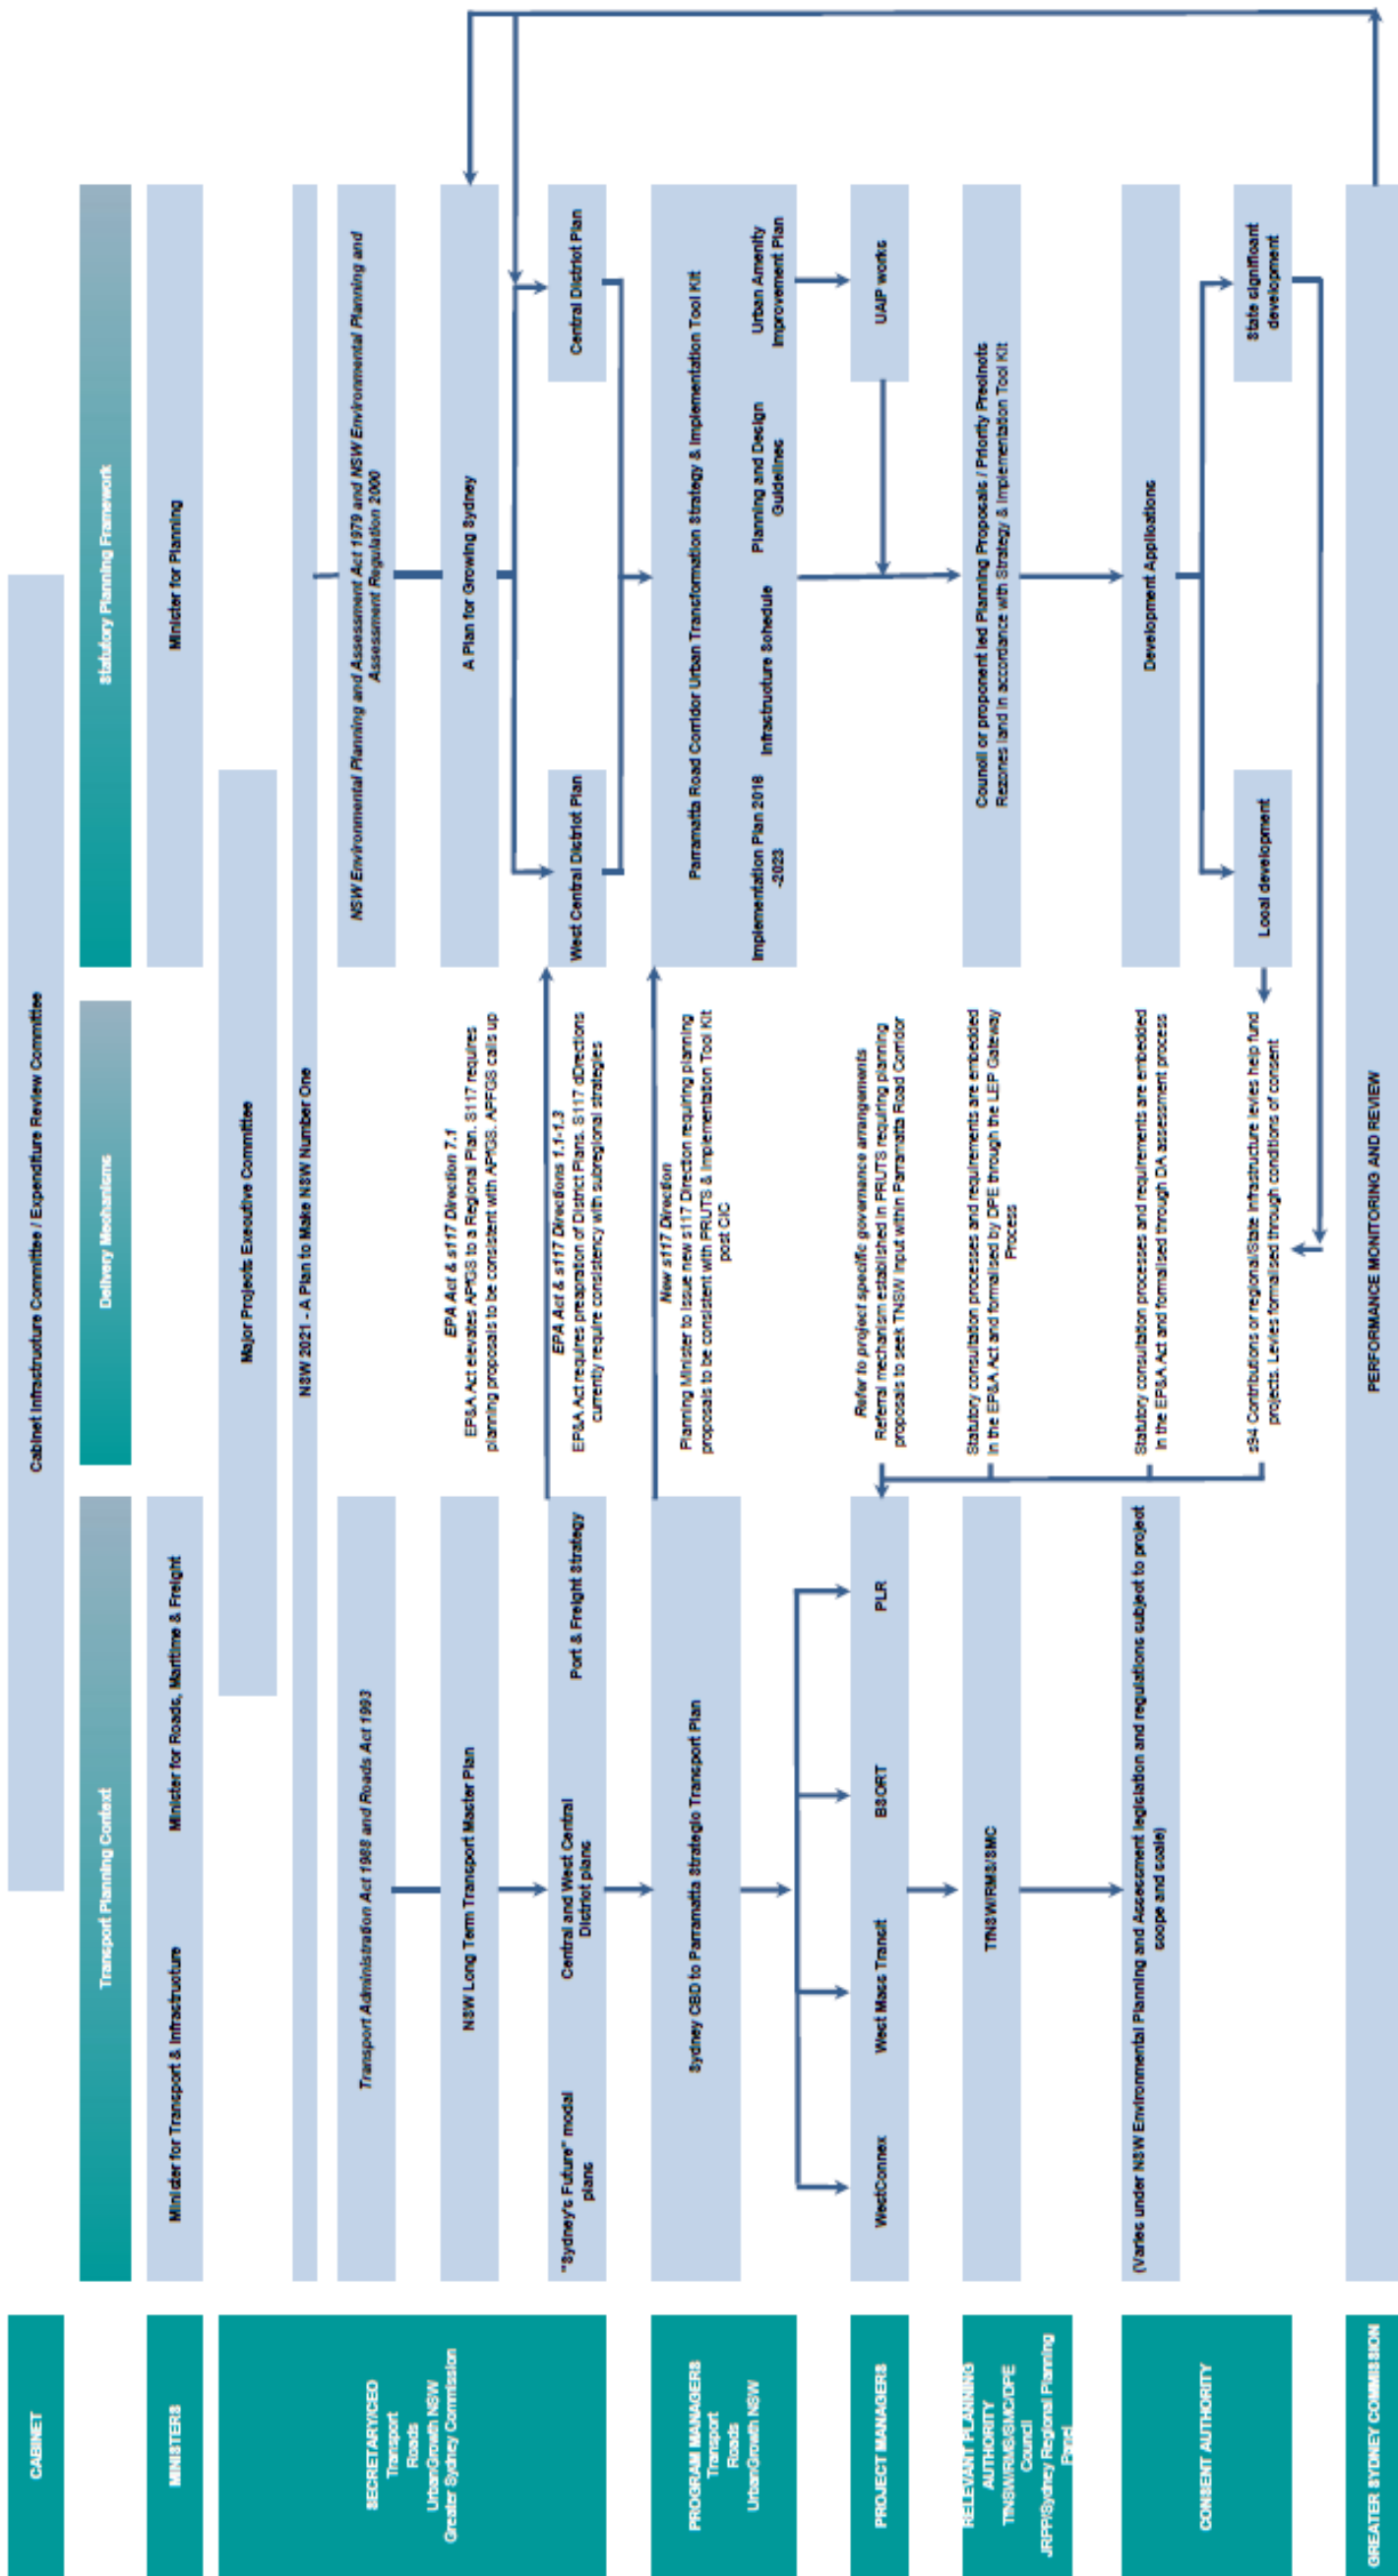 CABINET
Cabinet Infrastructure Committee / Expenditure Review Committee
Transport Planning Context
Delivery Mechanisms
Statutory Planning Framework
MINISTERS
Minister for Transport & Infrastructure
Minister for Roads, Maritime & Freight
Minister for Planning
SECRETARY/CEO
Transport
Roads
UrbanGrowth NSW
Greater Sydney Commission
Major Projects Executive Committee
NSW 2021 - A Plan to Make NSW Number One
Transport Administration Act 1988 and Roads Act 1993
NSW Environmental Planning and Assessment Act 1979 and NSW Environmental Planning and
Assessment Regulation 2000
NSW Long Term Transport Master Plan
EPA Act & s117 Direction 7.1
EP&A Act elevates APfGS to a Regional Plan. S117 requires
planning proposals to be consistent with APfGS. APFGS calls up
A Plan for Growing Sydney
"Sydney's Future" modal
plans
Central and West Central
District plans
Port & Freight Strategy
EPA Act & s117 Directions 1.1-1.3
EP&A Act requires preapration of District Plans. S117 dDirections
currently require consistency with subregional strategies
West Central District Plan
Central District Plan
PROGRAM MANAGERS
Transport
Roads
UrbanGrowth NSW
Sydney CBD to Parramatta Strategic Transport Plan
New s117 Direction
Planning Minister to issue new s117 Direction requiring planning
proposals to be consistent with PRUTS & Implementation Tool Kit
post CIC
Parramatta Road Corridor Urban Transformation Strategy & Implementation Tool Kit
Implementation Plan 2016
-2023
Infrastructure Schedule
Planning and Design
Guidelines
Urban Amenity
Improvement Plan
PROJECT MANAGERS
WestConnex
West Mass Transit
BSORT
PLR
Refer to project specific governance arrangements
Referral mechanism established in PRUTS requiring planning
proposals to seek TfNSW input within Parramatta Road Corridor
UAIP works
RELEVANT PLANNING
AUTHORITY
TfNSW/RMS/SMC/DPE
Council
JRPP/Sydney Regional Planning
Panel
TfNSW/RMS/SMC
Statutory consultation processes and requirements are embedded
in the EP&A Act and formalised by DPE through the LEP Gateway
Process
Council or proponent led Planning Proposals / Priority Precincts
Rezones land in accordance with Strategy & Implementation Tool Kit
CONSENT AUTHORITY
(Varies under NSW Environmental Planning and Assessment legislation and regulations subject to project
scope and scale)
Statutory consultation processes and requirements are embedded
in the EP&A Act and formalised through DA assessment process
Development Applications
s94 Contributions or regional/State Infrastructure levies help fund
projects. Levies formalised through conditions of consent
Local development
State significant
development
GREATER SYDNEY COMMISSION
PERFORMANCE MONITORING AND REVIEW